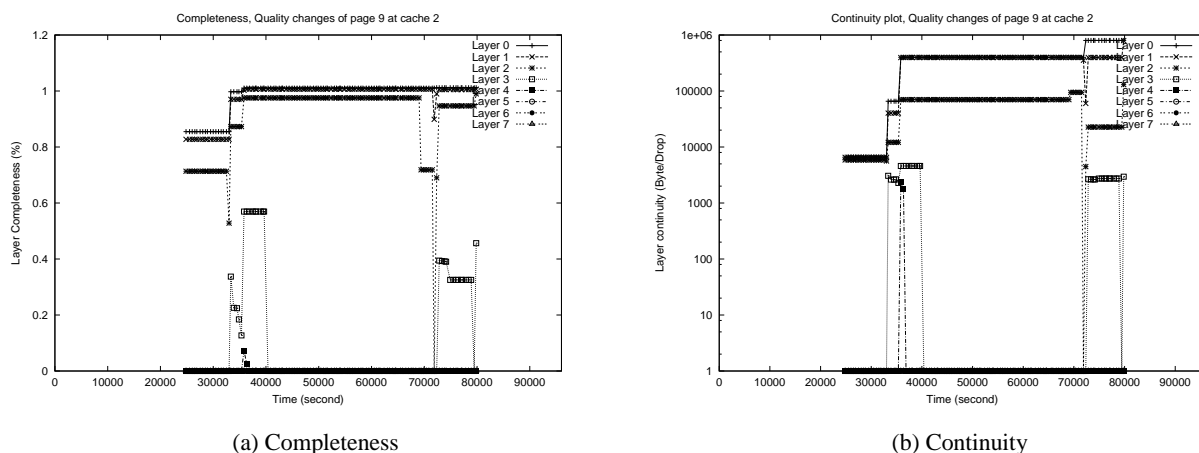 Completeness, Quality changes of page 9 at cache 2
1.2
1
0.8
0.6
0.4
0.2
0
0 10000 20000 30000 40000 50000 60000 70000 80000 90000
Layer Completeness (%)
Time (second)
Layer 0
Layer 1
Layer 2
Layer 3
Layer 4
Layer 5
Layer 6
Layer 7
(a) Completeness
Continuity plot, Quality changes of page 9 at cache 2
1e+06
100000
10000
1000
100
10
1
0 10000 20000 30000 40000 50000 60000 70000 80000 90000
Layer continuity (Byte/Drop)
Time (second)
Layer 0
Layer 1
Layer 2
Layer 3
Layer 4
Layer 5
Layer 6
Layer 7
(b) Continuity